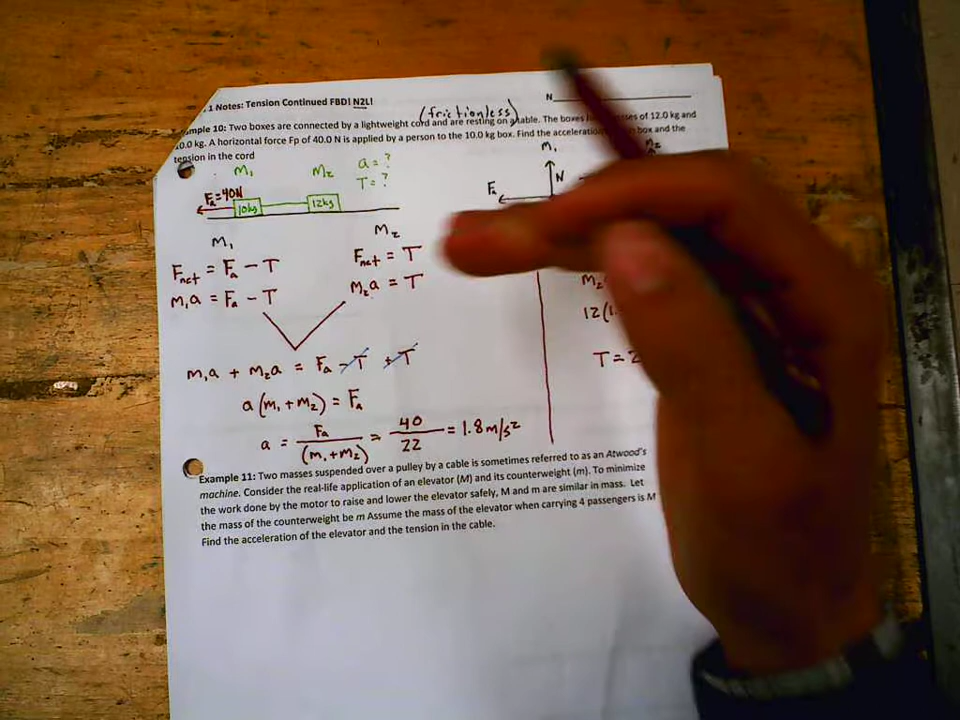 1 Notes: Tension Continued FBD! N2L!
N
(frictionless)
Example 10: Two boxes are connected by a lightweight cord and are resting on a table. The boxes of 12.0 kg and
10.0 kg. A horizontal force Fp of 40.0 N is applied by a person to the 10.0 kg box. Find the acceleration box and the
tension in the cord
M₁ M₂ a = ?
T = ?
Fₐ=40N
10kg 12kg
M₁
Fₐ N
M₁
Fnet = Fₐ - T
m₁a = Fₐ - T
M₂
Fnet = T
m₂a = T
m₁a + m₂a = Fₐ - T + T
a(m₁+m₂) = Fₐ
a = Fₐ/(m₁+m₂) = 40/22 = 1.8 m/s²
12(1.
T = 2
Example 11: Two masses suspended over a pulley by a cable is sometimes referred to as an Atwood's
machine. Consider the real-life application of an elevator (M) and its counterweight (m). To minimize
the work done by the motor to raise and lower the elevator safely, M and m are similar in mass. Let
the mass of the counterweight be m Assume the mass of the elevator when carrying 4 passengers is M
Find the acceleration of the elevator and the tension in the cable.